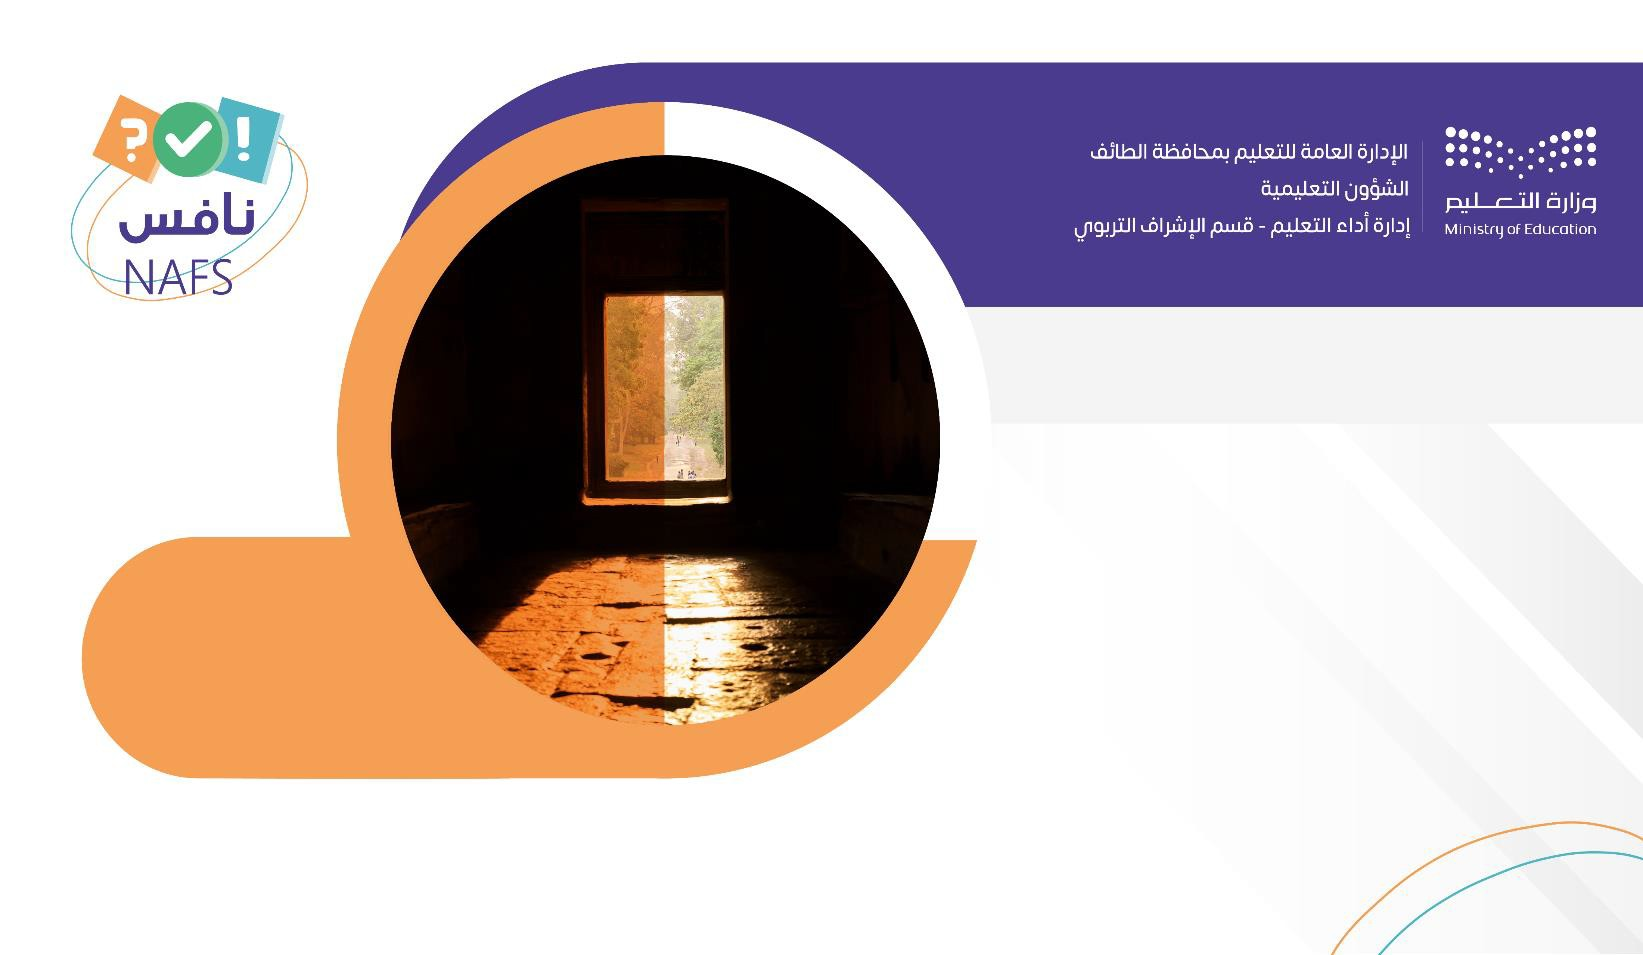 الإدارة العامة للتعليم بمحافظة الطائف
الشؤون التعليمية
إدارة أداء التعليم - قسم الإشراف التربوي
وزارة التعـليم
Ministry of Education
? !
نافس
NAFS